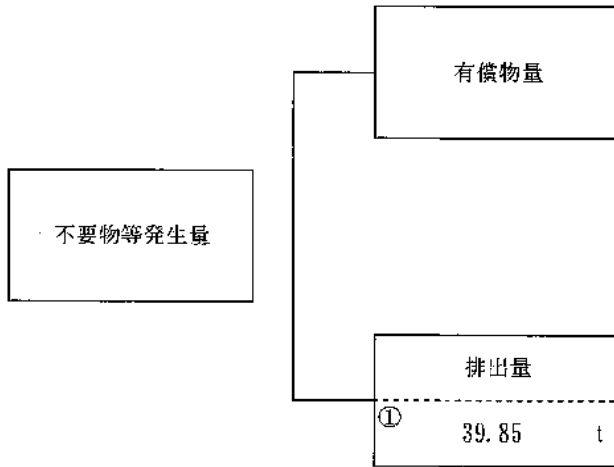 有償物量
不要物等発生量
排出量
①
39.85 t